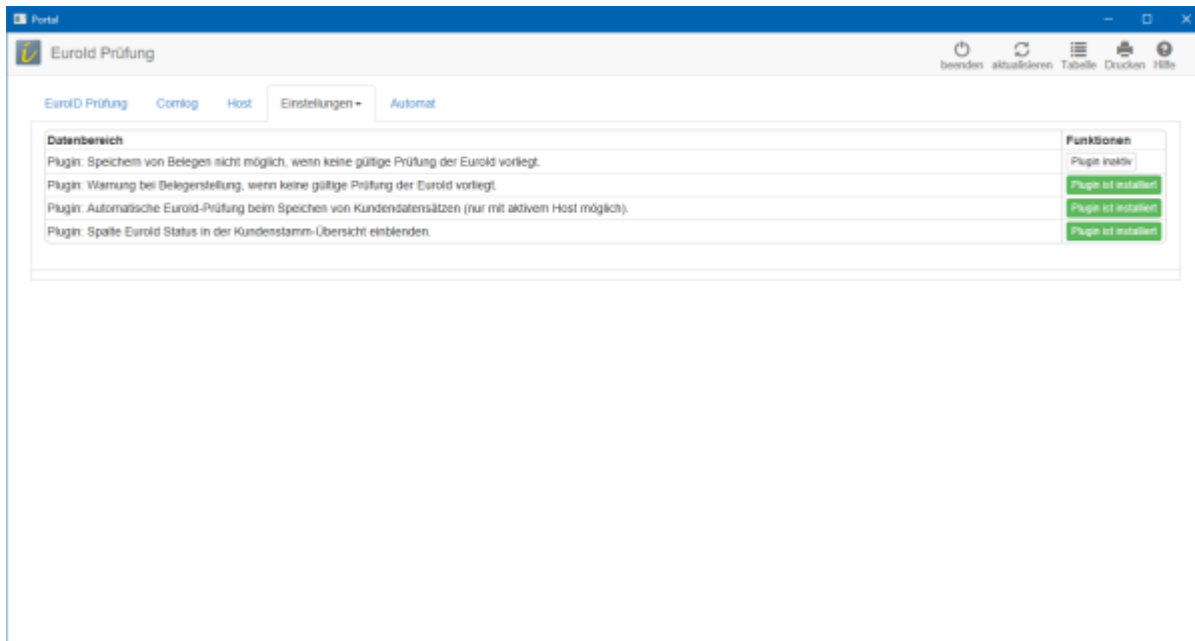 Portal
EuroId Prüfung
beenden aktualisieren Tabelle Drucken Hilfe
EuroID Prüfung Comlog Host Einstellungen Automat
Datenbereich Funktionen
Plugin: Speichern von Belegen nicht möglich, wenn keine gültige Prüfung der EuroId vorliegt. Plugin inaktiv
Plugin: Warnung bei Belegerstellung, wenn keine gültige Prüfung der EuroId vorliegt. Plugin ist installiert
Plugin: Automatische EuroId-Prüfung beim Speichen von Kundendatensätzen (nur mit aktivem Host möglich). Plugin ist installiert
Plugin: Spalte EuroId Status in der Kundenstamm-Übersicht einblenden. Plugin ist installiert